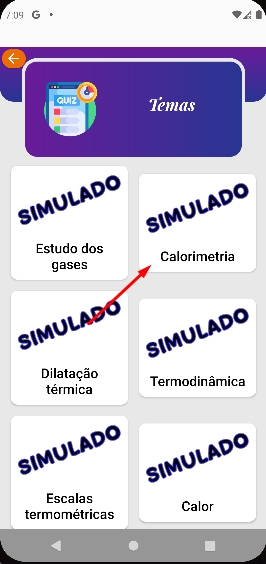 7:09 G
QUIZ
Temas
SIMULADO
Estudo dos
gases
SIMULADO
Calorimetria
SIMULADO
Dilatação
térmica
SIMULADO
Termodinâmica
SIMULADO
Escalas
termométricas
SIMULADO
Calor